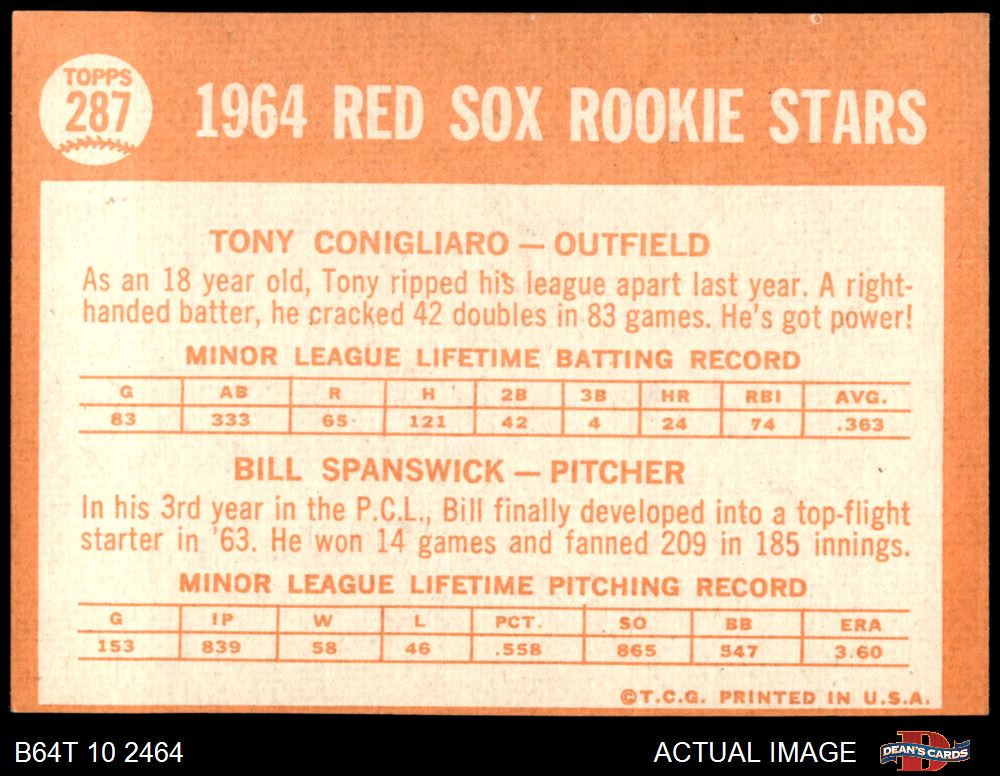 TOPPS
287
1964 RED SOX ROOKIE STARS
TONY CONIGLIARO — OUTFIELD
As an 18 year old, Tony ripped his league apart last year. A right-
handed batter, he cracked 42 doubles in 83 games. He's got power!
MINOR LEAGUE LIFETIME BATTING RECORD
G AB R H 2B 3B HR RBI AVG.
83 333 65 121 42 4 24 74 .363
BILL SPANSWICK — PITCHER
In his 3rd year in the P.C.L., Bill finally developed into a top-flight
starter in '63. He won 14 games and fanned 209 in 185 innings.
MINOR LEAGUE LIFETIME PITCHING RECORD
G IP W L PCT. SO BB ERA
153 839 58 46 .558 865 547 3.60
©T.C.G. PRINTED IN U.S.A.
B64T 10 2464
ACTUAL IMAGE
DEAN'S CARDS